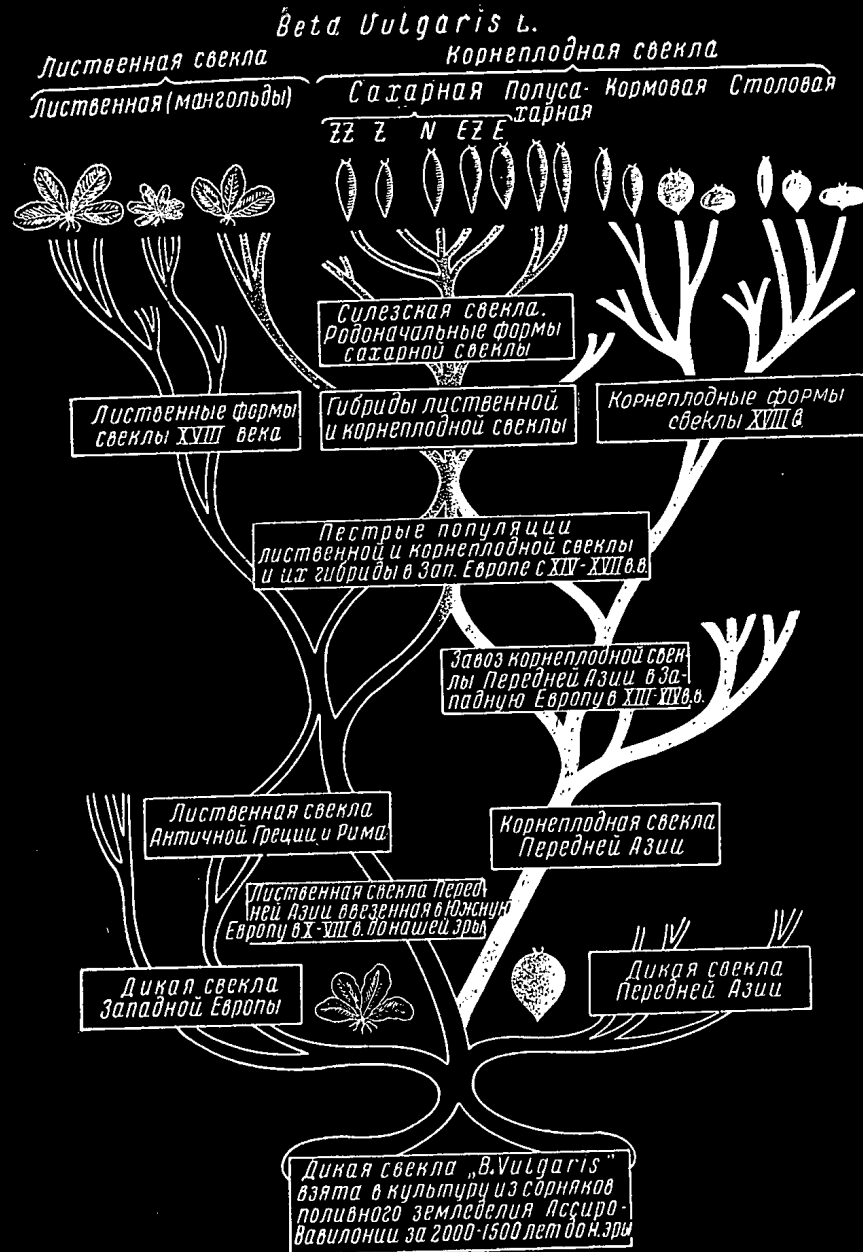 Beta Vulgaris L.
Лиственная свекла
Корнеплодная свекла
Лиственная (мангольды)
Сахарная Полуса- Кормовая Столовая
харная
ZZ Z N EZ E
Силезская свекла.
Родоначальные формы
сахарной свеклы
Лиственные формы
свеклы XVIII века
Гибриды лиственной
и корнеплодной свеклы
Корнеплодные формы
свеклы XVIII в.
Пестрые популяции
лиственной и корнеплодной свеклы
и их гибриды в Зап. Европе с XIV-XVII в.в.
Завоз корнеплодной свек
лы Передней Азии в За-
падную Европу в XIII-XIV в.в.
Лиственная свекла
Античной Греции и Рима
Корнеплодная свекла
Передней Азии
Лиственная свекла Перед
ней Азии ввезенная в Южную
Европу в X-VIII в. до нашей эры
Дикая свекла
Западной Европы
Дикая свекла
Передней Азии
Дикая свекла „B.Vulgaris"
взята в культуру из сорняков
поливного земледелия Ассиро-
Вавилонии за 2000-1500 лет до н.эры